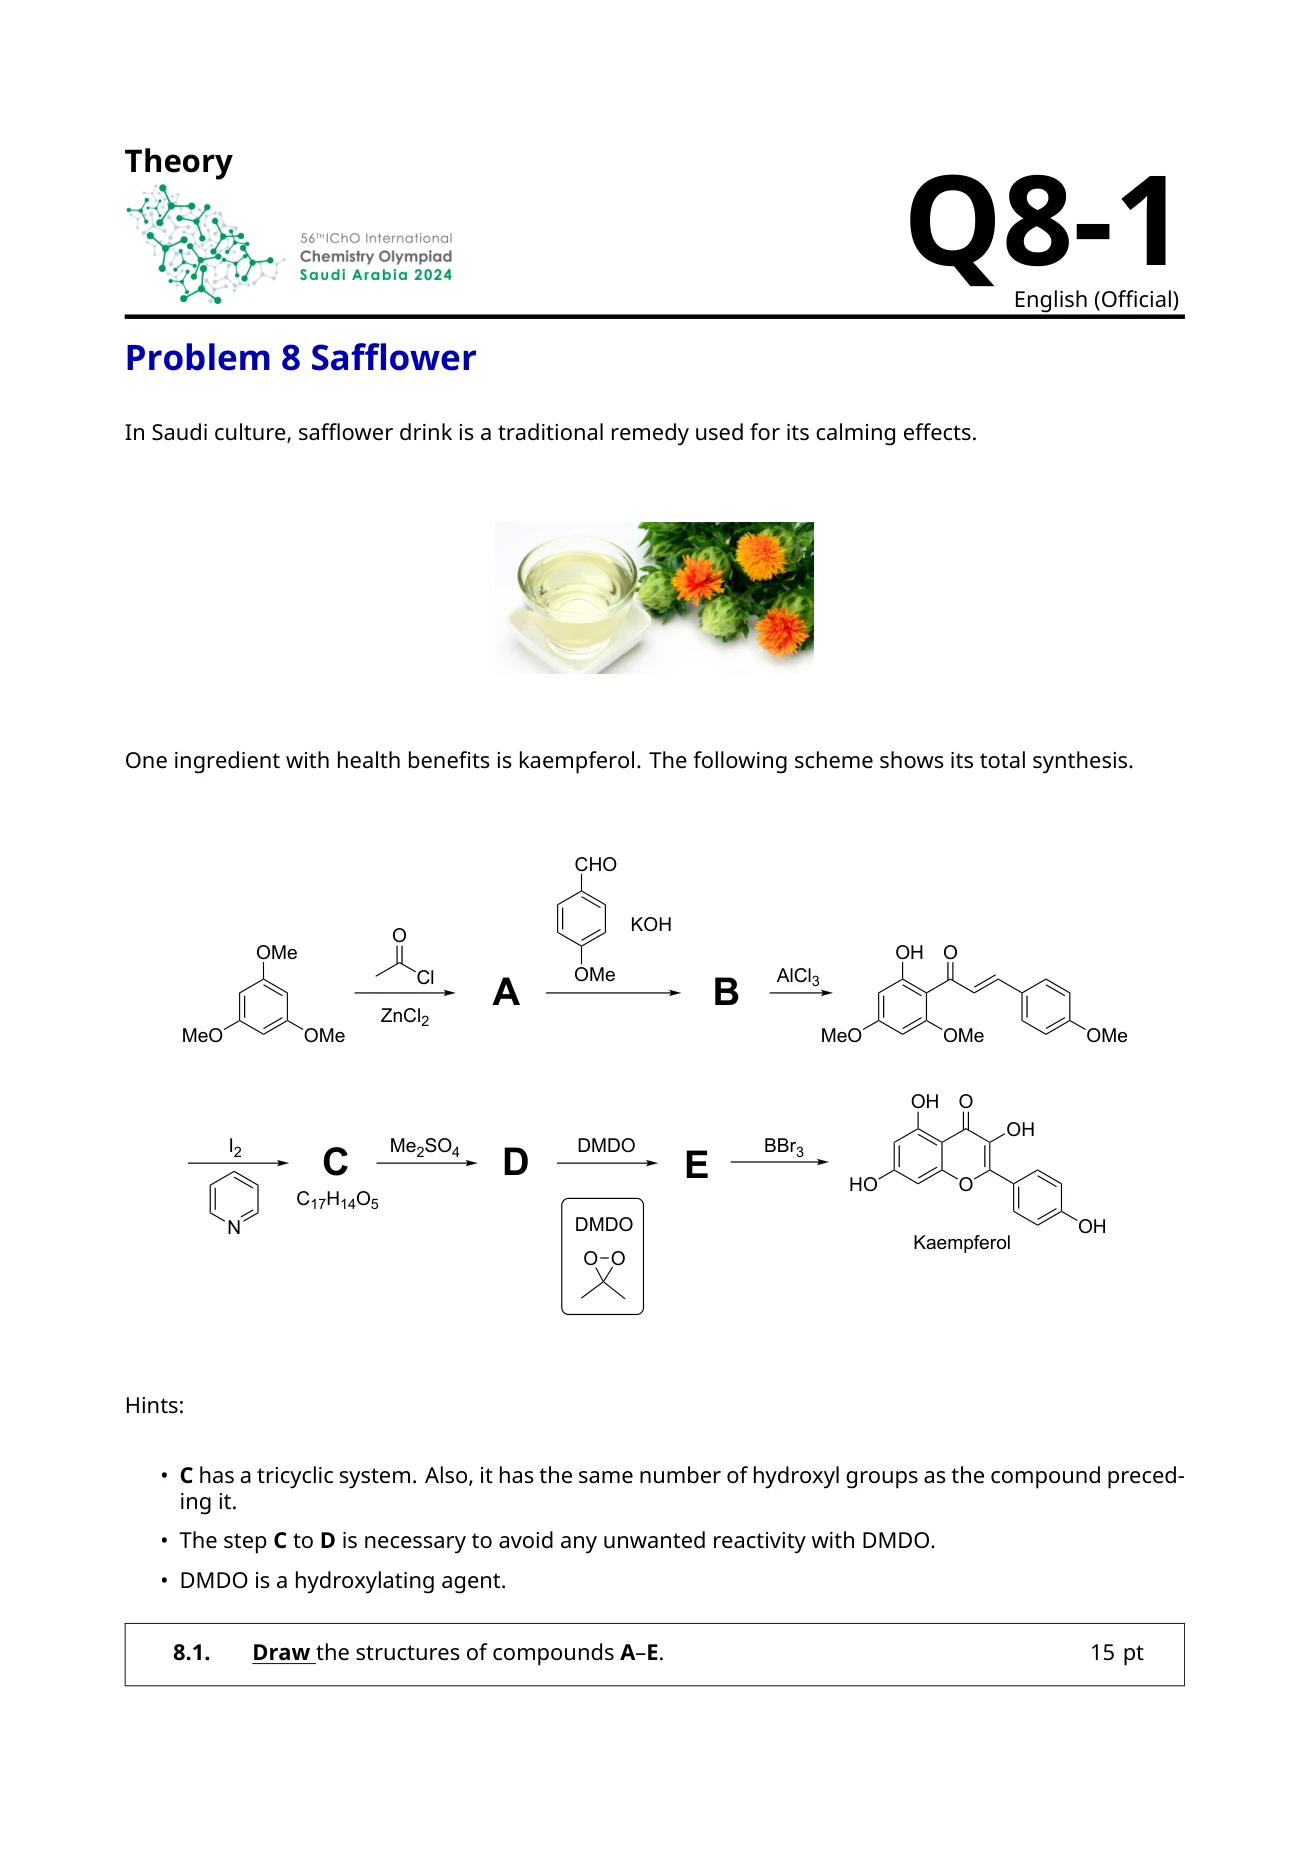 Theory
Q8-1
56THIChO International
Chemistry Olympiad
Saudi Arabia 2024
English (Official)
Problem 8 Safflower
In Saudi culture, safflower drink is a traditional remedy used for its calming effects.
One ingredient with health benefits is kaempferol. The following scheme shows its total synthesis.
CHO
KOH
OMe
OMe
MeO
OMe
O
Cl
ZnCl2
A
B
AlCl3
OH
O
MeO
OMe
OMe
I2
N
C
C17H14O5
Me2SO4
D
DMDO
DMDO
O-O
E
BBr3
OH
O
OH
HO
O
OH
Kaempferol
Hints:
• C has a tricyclic system. Also, it has the same number of hydroxyl groups as the compound preced-
ing it.
• The step C to D is necessary to avoid any unwanted reactivity with DMDO.
• DMDO is a hydroxylating agent.
8.1. Draw the structures of compounds A–E. 15 pt